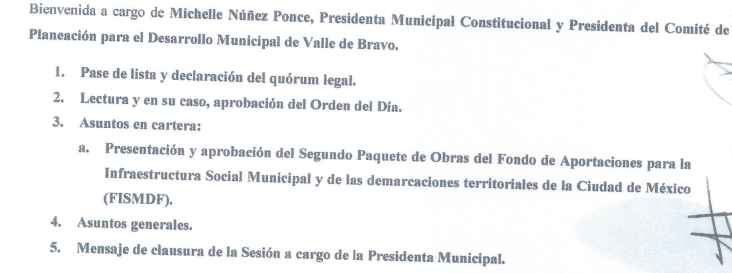 Bienvenida a cargo de Michelle Núñez Ponce, Presidenta Municipal Constitucional y Presidenta del Comité de
Planeación para el Desarrollo Municipal de Valle de Bravo.
1. Pase de lista y declaración del quórum legal.
2. Lectura y en su caso, aprobación del Orden del Día.
3. Asuntos en cartera:
a. Presentación y aprobación del Segundo Paquete de Obras del Fondo de Aportaciones para la
Infraestructura Social Municipal y de las demarcaciones territoriales de la Ciudad de México
(FISMDF).
4. Asuntos generales.
5. Mensaje de clausura de la Sesión a cargo de la Presidenta Municipal.